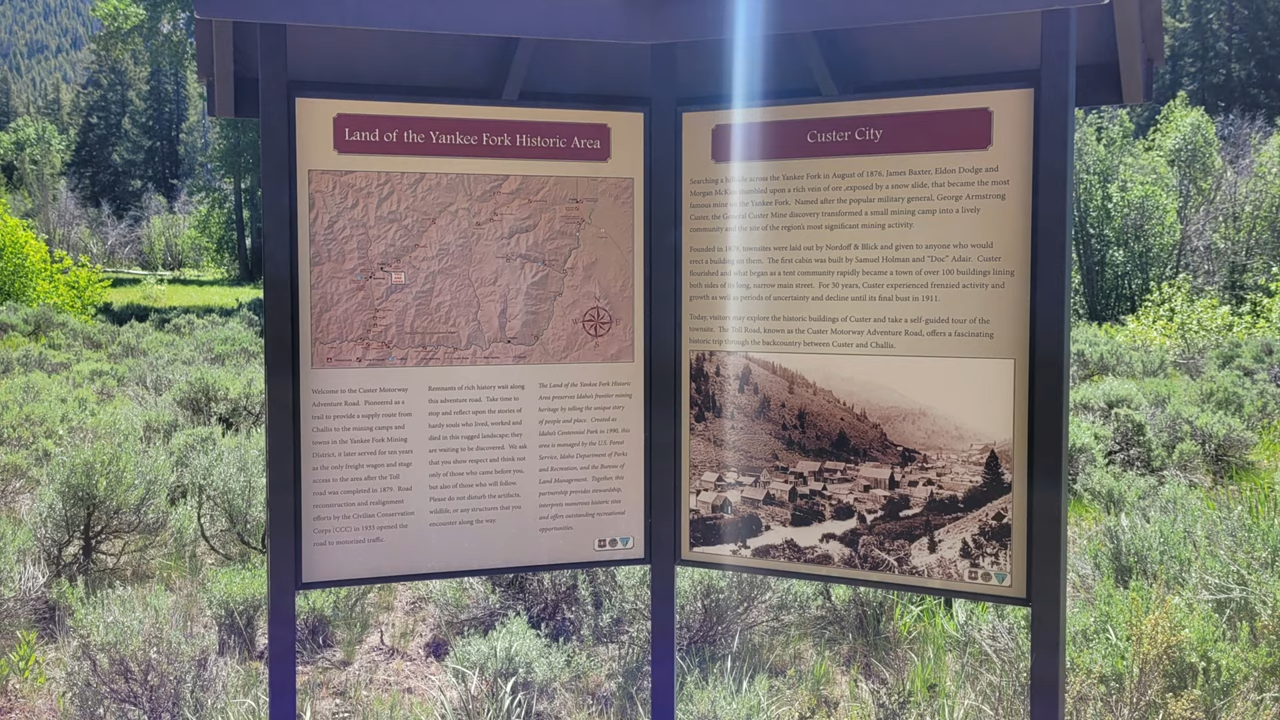 Land of the Yankee Fork Historic Area
Welcome to the Custer Motorway
Adventure Road. Pioneered as a
trail to provide a supply route from
Challis to the mining camps and
towns in the Yankee Fork Mining
District, it later served for ten years
as the only freight wagon and stage
access to the area after the Toll
road was completed in 1879. Road
reconstruction and realignment
efforts by the Civilian Conservation
Corps (CCC) in 1933 opened the
road to motorized traffic.
Remnants of rich history wait along
this adventure road. Take time to
stop and reflect upon the stories of
hardy souls who lived, worked and
died in this rugged landscape; they
are waiting to be discovered. We ask
that you show respect and think not
only of those who came before you,
but also of those who will follow.
Please do not disturb the artifacts,
wildlife, or any structures that you
encounter along the way.
The Land of the Yankee Fork Historic
Area preserves Idaho's frontier mining
heritage by telling the unique story
of people and place. Created as
Idaho's Centennial Park in 1990, this
area is managed by the U.S. Forest
Service, Idaho Department of Parks
and Recreation, and the Bureau of
Land Management. Together, this
partnership provides stewardship,
interprets numerous historic sites
and offers outstanding recreational
opportunities.
Custer City
Searching a hillside across the Yankee Fork in August of 1876, James Baxter, Eldon Dodge and
Morgan stumbled upon a rich vein of ore ,exposed by a snow slide, that became the most
famous mine on the Yankee Fork. Named after the popular military general, George Armstrong
Custer, the General Custer Mine discovery transformed a small mining camp into a lively
community and the site of the region's most significant mining activity.
Founded in townsites were laid out by Nordoff & Blick and given to anyone who would
erect a building on them. The first cabin was built by Samuel Holman and "Doc" Adair. Custer
flourished and what began as a tent community rapidly became a town of over 100 buildings lining
both sides of its long, narrow main street. For 30 years, Custer experienced frenzied activity and
growth as well as periods of uncertainty and decline until its final bust in 1911.
Today, visitors may explore the historic buildings of Custer and take a self-guided tour of the
townsite. The Toll Road, known as the Custer Motorway Adventure Road, offers a fascinating
historic trip through the backcountry between Custer and Challis.